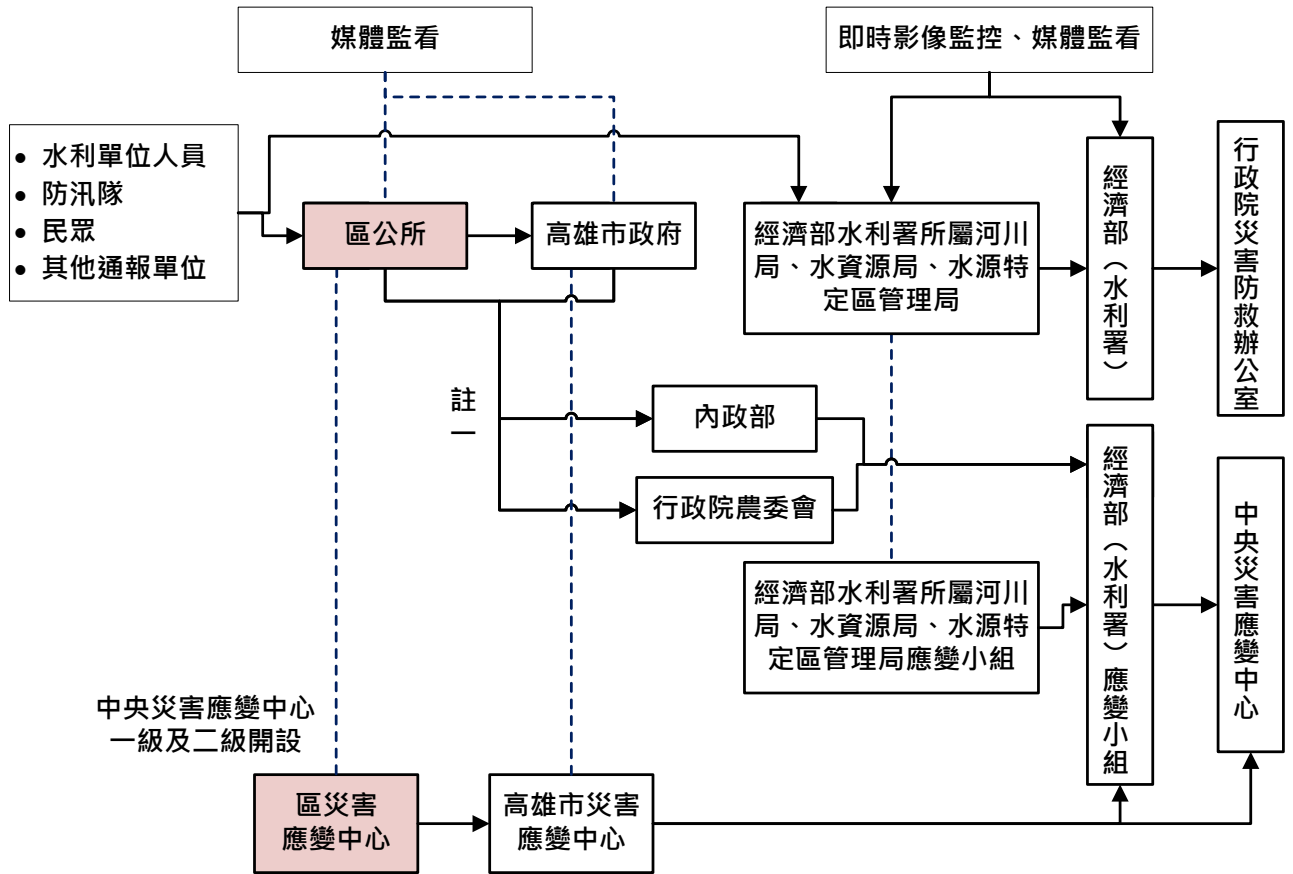 媒體監看
即時影像監控、媒體監看
• 水利單位人員
• 防汛隊
• 民眾
• 其他通報單位
區公所
高雄市政府
經濟部水利署所屬河川
局、水資源局、水源特
定區管理局
經濟部（水利署）
行政院災害防救辦公室
註一
內政部
行政院農委會
經濟部水利署所屬河川
局、水資源局、水源特
定區管理局應變小組
經濟部（水利署）應變小組
中央災害應變中心
中央災害應變中心
一級及二級開設
區災害
應變中心
高雄市災害
應變中心